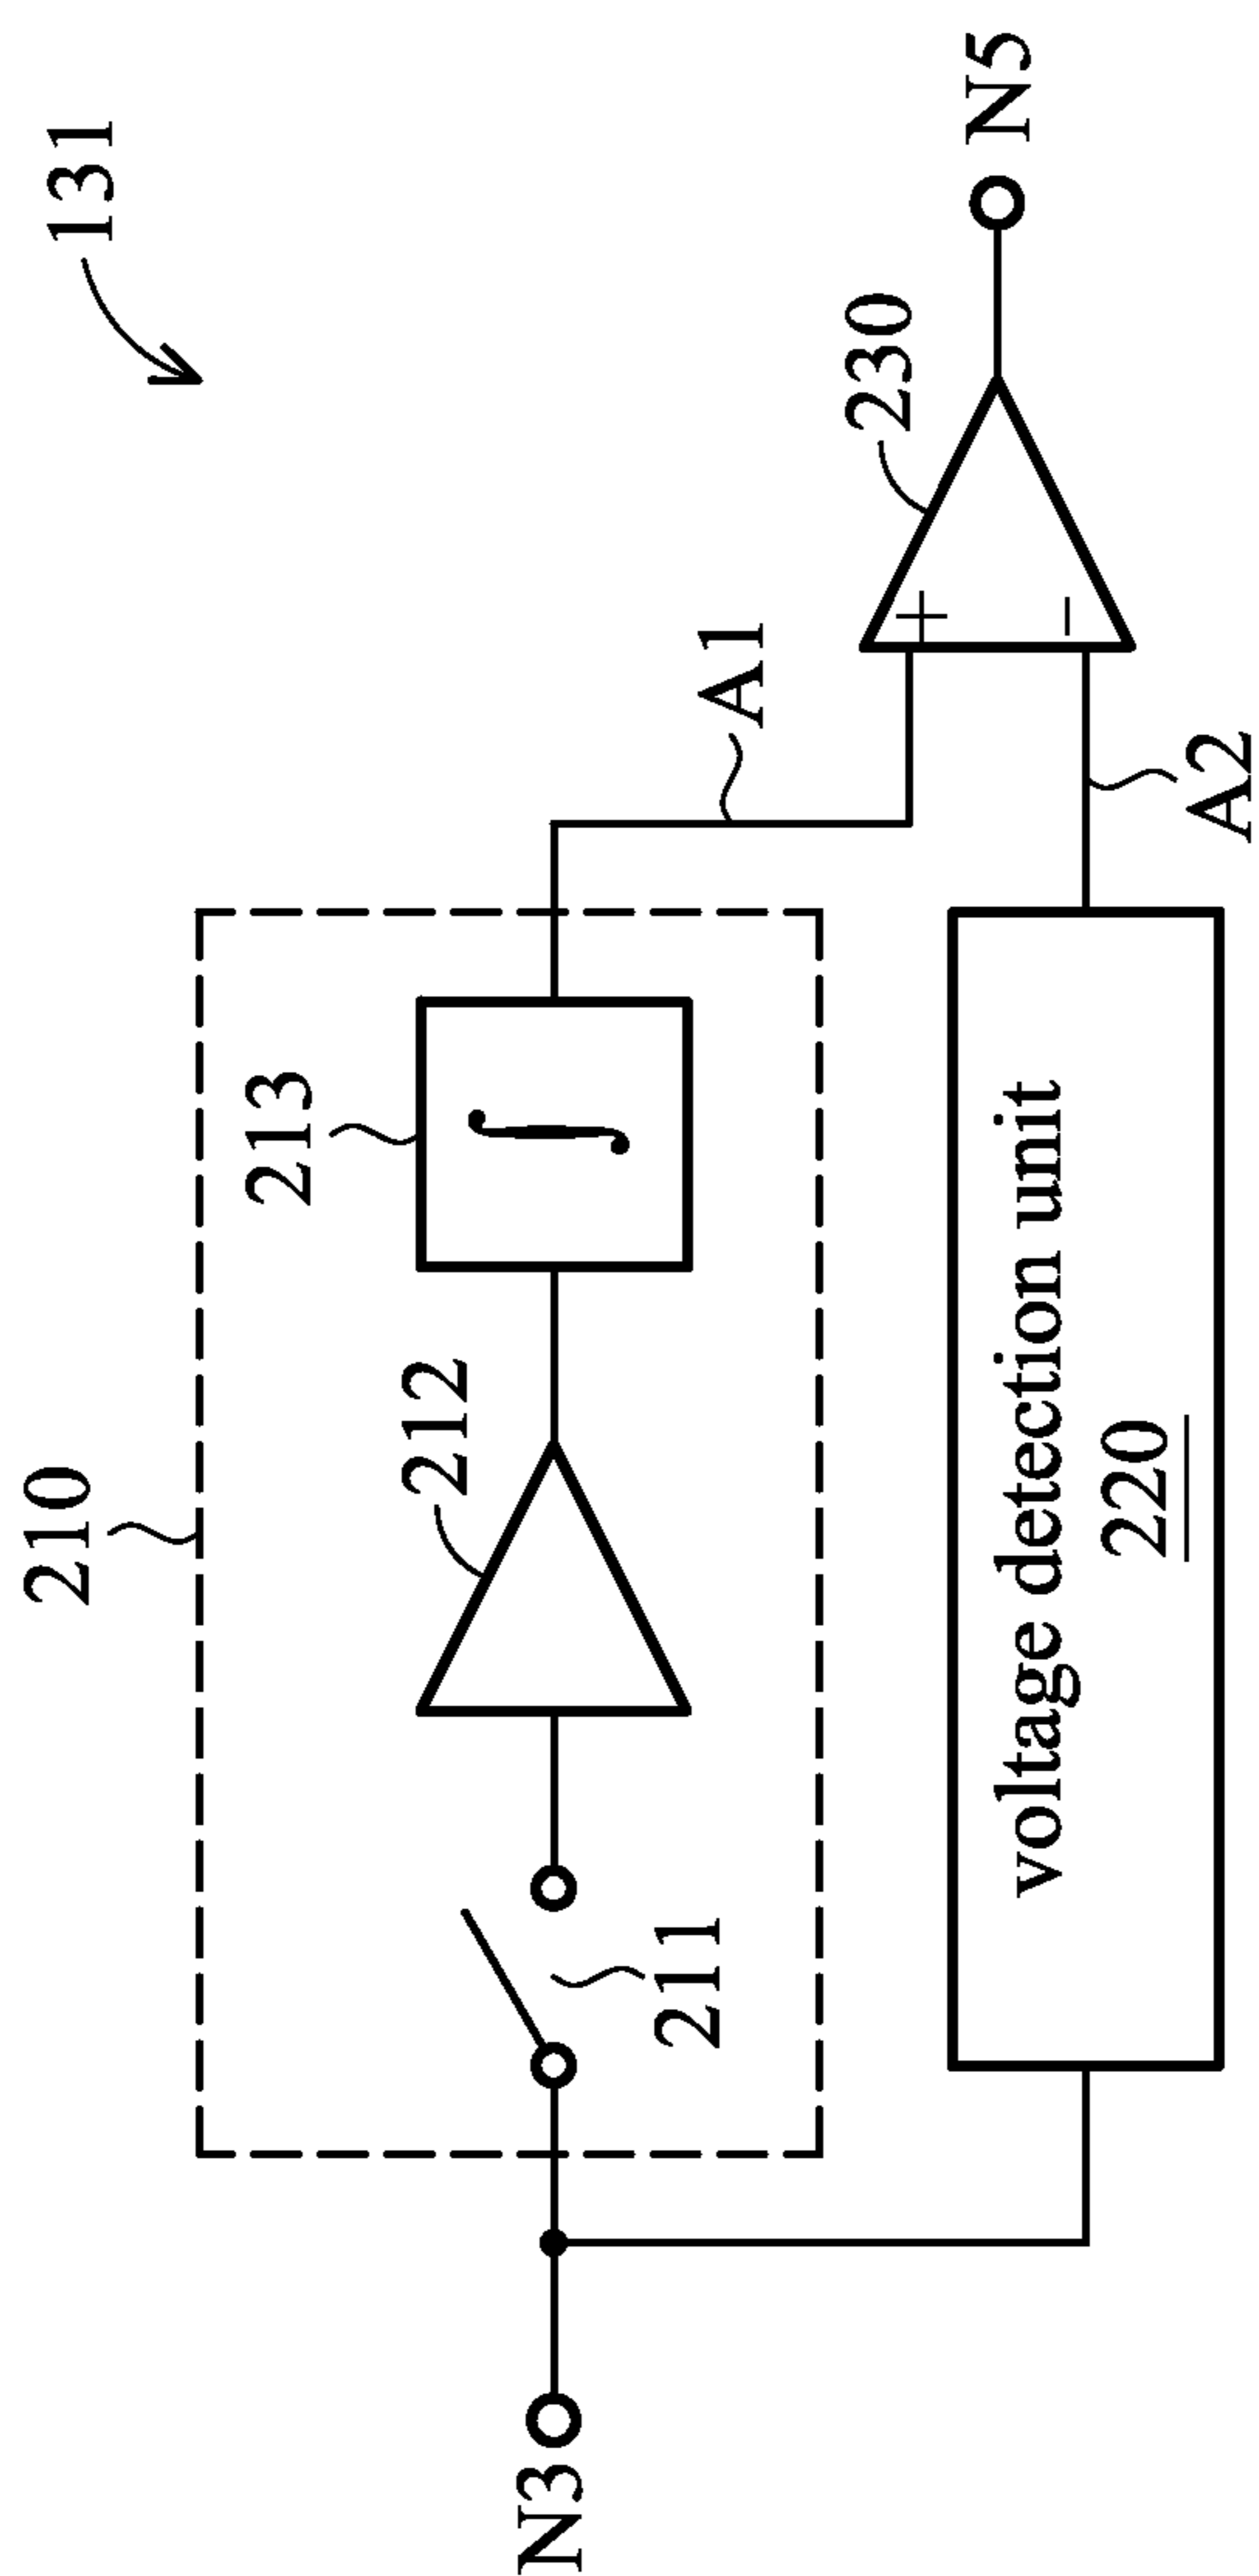 131
210
213
212
211
A1
230
N3
N5
A2
voltage detection unit
220
+
−
∫